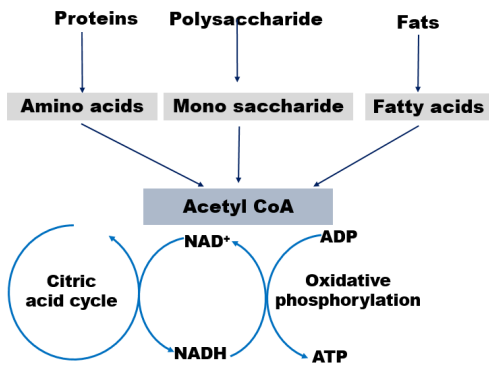 Proteins
Polysaccharide
Fats
Amino acids
Mono saccharide
Fatty acids
Acetyl CoA
NAD+
ADP
Citric
acid cycle
Oxidative
phosphorylation
NADH
ATP